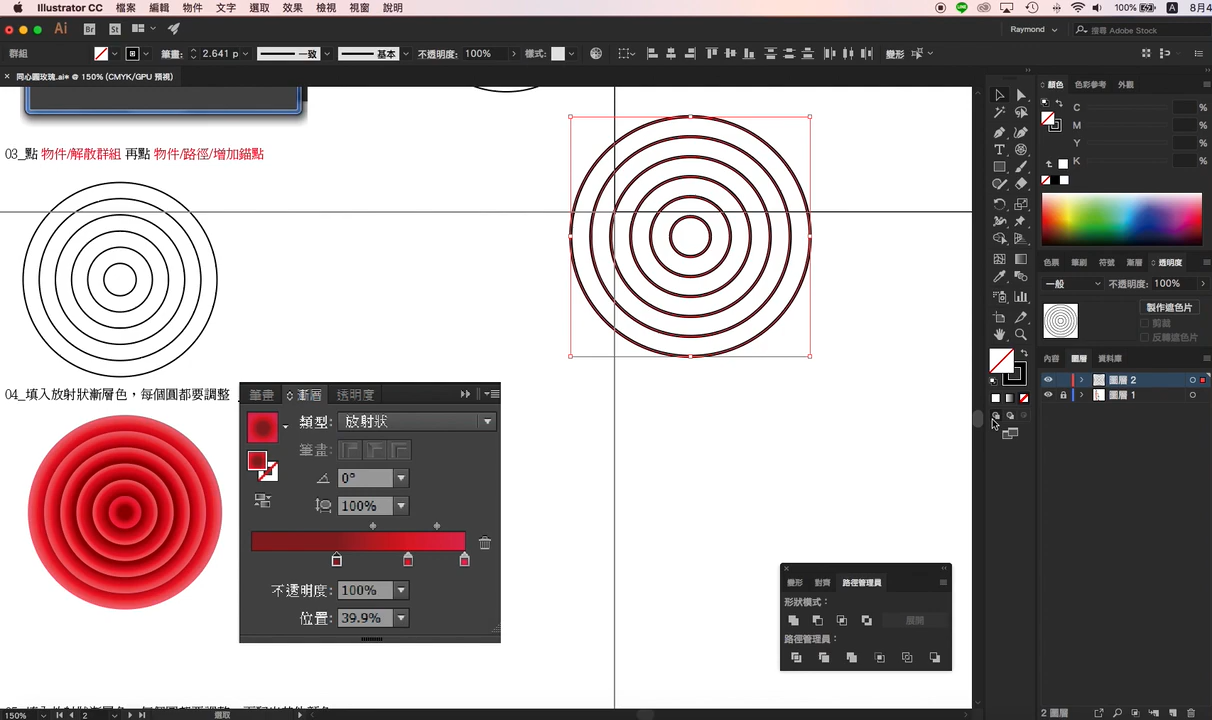 Illustrator CC 檔案 編輯 物件 文字 選取 效果 檢視 視窗 說明 100% 8月4
Ai Br St Raymond 搜尋 Adobe Stock
群組 筆畫： 2.641 p 一致 基本 不透明度： 100% 樣式： 變形
× 同心圓玫瑰.ai* @ 150% (CMYK/GPU 預視)
顏色 色彩參考 外觀
C %
M %
Y %
K %
03_點 物件/解散群組 再點 物件/路徑/增加錨點
色票 筆刷 符號 漸層 透明度
一般 不透明度： 100%
製作遮色片
剪裁
反轉遮色片
內容 圖層 資料庫
圖層 2
圖層 1
04_填入放射狀漸層色，每個圓都要調整
筆畫 漸層 透明度
類型： 放射狀
筆畫：
0°
100%
不透明度： 100%
位置： 39.9%
變形 對齊 路徑管理員
形狀模式：
展開
路徑管理員：
150% 2 選取 2 圖層